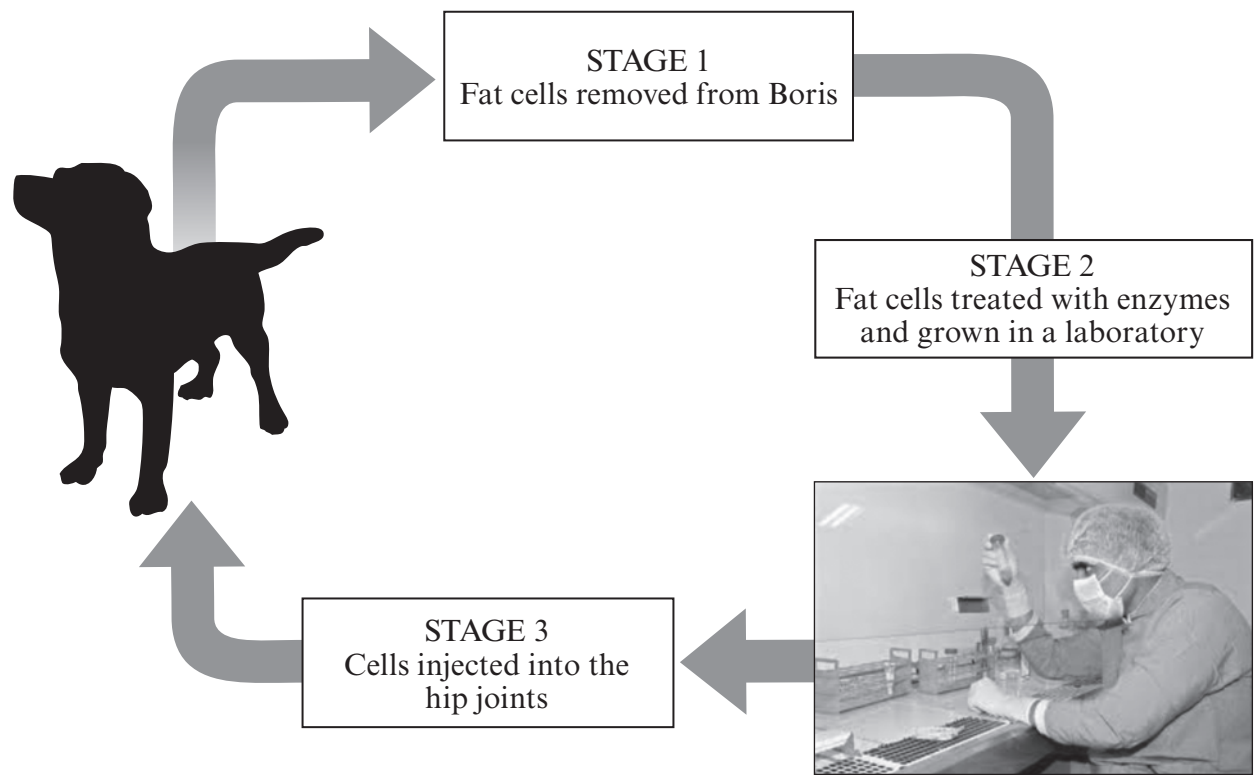 STAGE 1
Fat cells removed from Boris
STAGE 2
Fat cells treated with enzymes
and grown in a laboratory
STAGE 3
Cells injected into the
hip joints